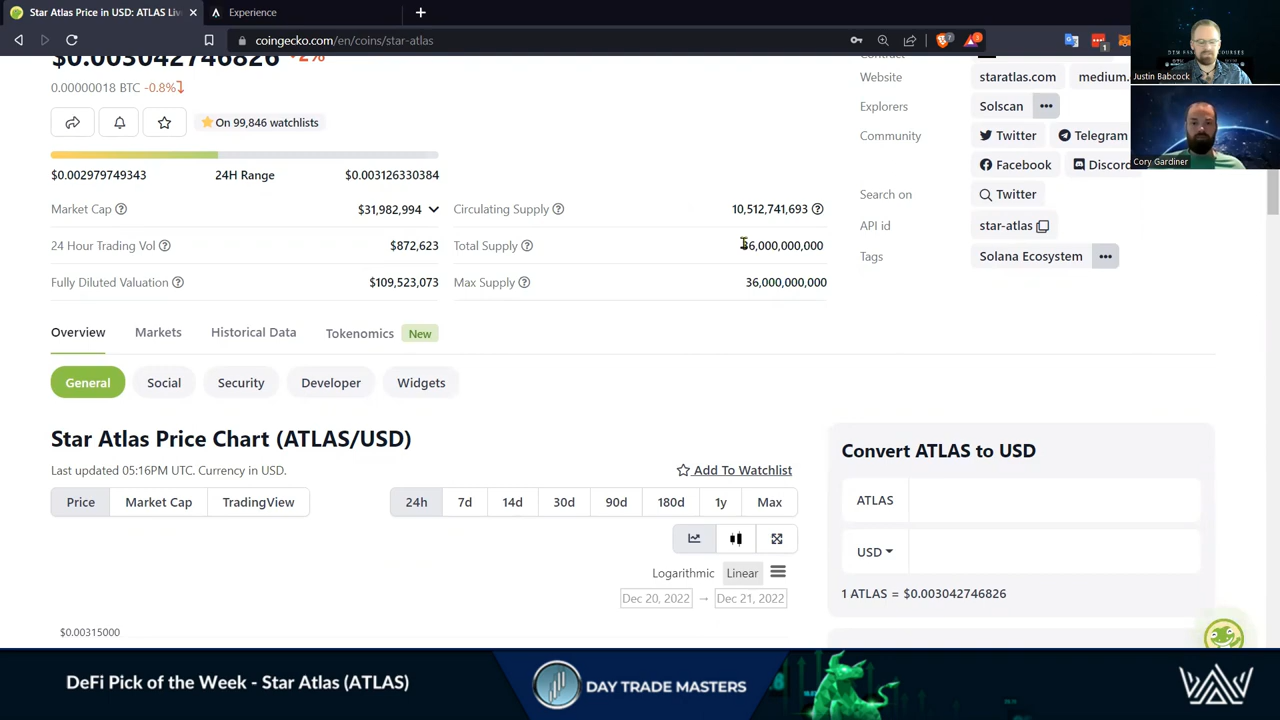 Star Atlas Price in USD: ATLAS Liv
Experience
coingecko.com/en/coins/star-atlas
$0.003042746826 -2%
0.00000018 BTC -0.8%
On 99,846 watchlists
$0.002979749343 24H Range $0.003126330384
Market Cap $31,982,994
24 Hour Trading Vol $872,623
Fully Diluted Valuation $109,523,073
Circulating Supply 10,512,741,693
Total Supply 36,000,000,000
Max Supply 36,000,000,000
Website staratlas.com medium.
Explorers Solscan
Community Twitter Telegram
Facebook Discord
Search on Twitter
API id star-atlas
Tags Solana Ecosystem
Justin Babcock
Cory Gardiner
Overview Markets Historical Data Tokenomics New
General Social Security Developer Widgets
Star Atlas Price Chart (ATLAS/USD)
Last updated 05:16PM UTC. Currency in USD.
Add To Watchlist
Price Market Cap TradingView
24h 7d 14d 30d 90d 180d 1y Max
Logarithmic Linear
Dec 20, 2022 → Dec 21, 2022
$0.00315000
Convert ATLAS to USD
ATLAS
USD
1 ATLAS = $0.003042746826
DeFi Pick of the Week - Star Atlas (ATLAS)
DAY TRADE MASTERS